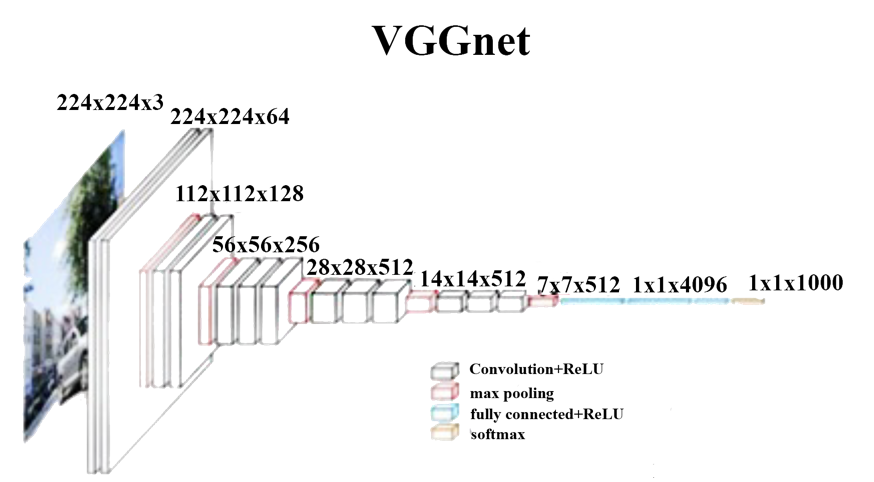 VGGnet
224x224x3
224x224x64
112x112x128
56x56x256
28x28x512
14x14x512
7x7x512
1x1x4096
1x1x1000
Convolution+ReLU
max pooling
fully connected+ReLU
softmax